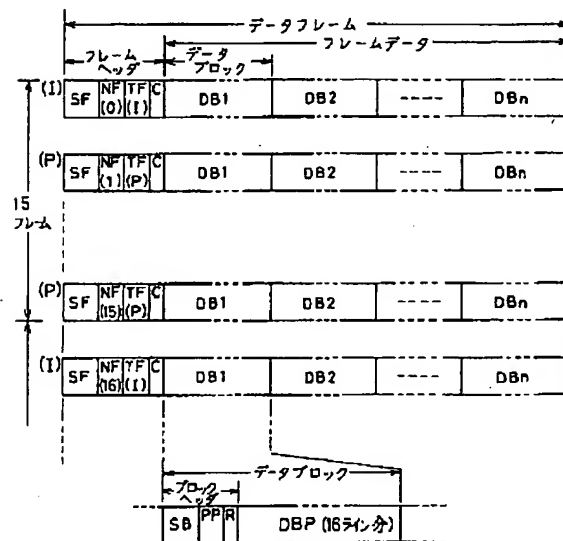 データフレーム
フレームデータ
フレーム
ヘッダ
データ
ブロック
(I) SF NF (0) TF (I) C DB1 DB2 ---- DBn
(P) SF NF (1) TF (P) C DB1 DB2 ---- DBn
15
フレーム
(P) SF NF (15) TF (P) C DB1 DB2 ---- DBn
(I) SF NF (16) TF (I) C DB1 DB2 ---- DBn
データブロック
ブロック
ヘッダ
SB PP R DBP (16ライン分)